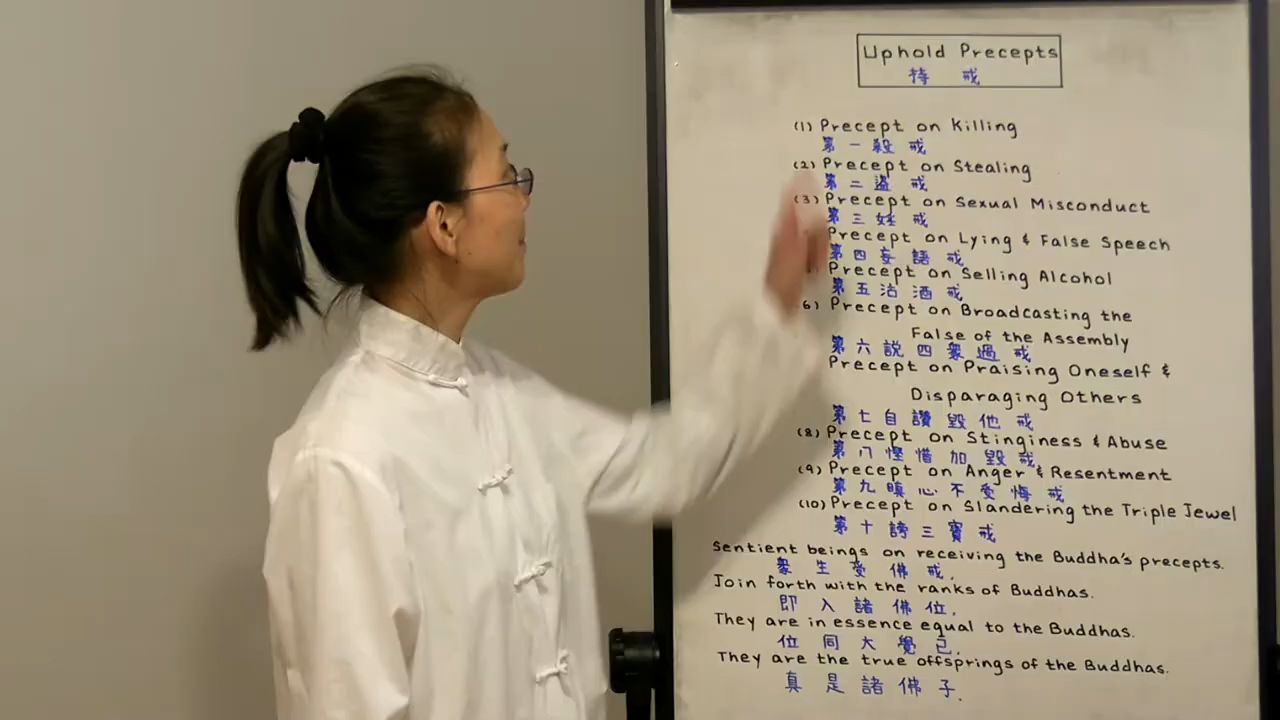 Uphold Precepts
持 戒
(1) Precept on Killing
第 一 殺 戒
(2) Precept on Stealing
第 二 盜 戒
(3) Precept on Sexual Misconduct
第 三 婬 戒
Precept on Lying & False Speech
第 四 妄 語 戒
Precept on Selling Alcohol
第 五 沽 酒 戒
6) Precept on Broadcasting the
False of the Assembly
第 六 說 四 眾 過 戒
Precept on Praising Oneself &
Disparaging Others
第 七 自 讚 毀 他 戒
(8) Precept on Stinginess & Abuse
第 八 慳 惜 加 毀 戒
(9) Precept on Anger & Resentment
第 九 瞋 心 不 受 悔 戒
(10) Precept on Slandering the Triple Jewel
第 十 謗 三 寶 戒
Sentient beings on receiving the Buddha's precepts.
眾 生 受 佛 戒.
Join forth with the ranks of Buddhas.
即 入 諸 佛 位.
They are in essence equal to the Buddhas.
位 同 大 覺 已.
They are the true offsprings of the Buddhas.
真 是 諸 佛 子.